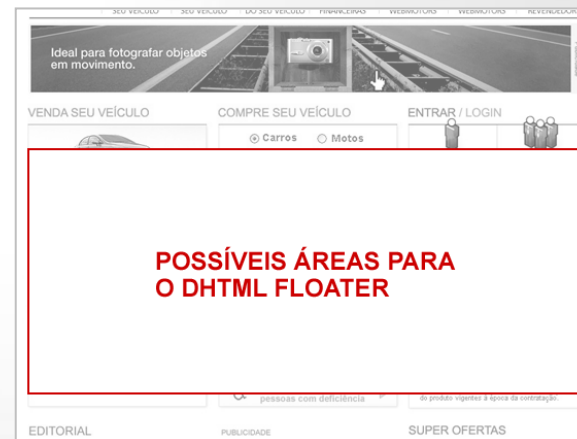 SEU VEÍCULO SEU VEÍCULO DO SEU VEÍCULO FINANCEIRAS WEBMOTORS WEBMOTORS REVENDEDOR
Ideal para fotografar objetos
em movimento.
VENDA SEU VEÍCULO COMPRE SEU VEÍCULO ENTRAR / LOGIN
Carros Motos
POSSÍVEIS ÁREAS PARA
O DHTML FLOATER
pessoas com deficiência do produto vigentes à época da contratação.
EDITORIAL PUBLICIDADE SUPER OFERTAS